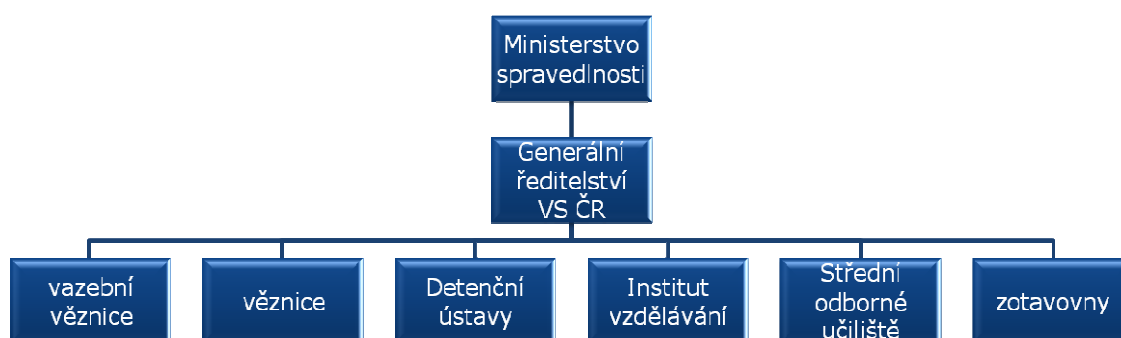 Ministerstvo
spravedlnosti
Generální
ředitelství
VS ČR
vazební
věznice
věznice
Detenční
ústavy
Institut
vzdělávání
Střední
odborné
učiliště
zotavovny